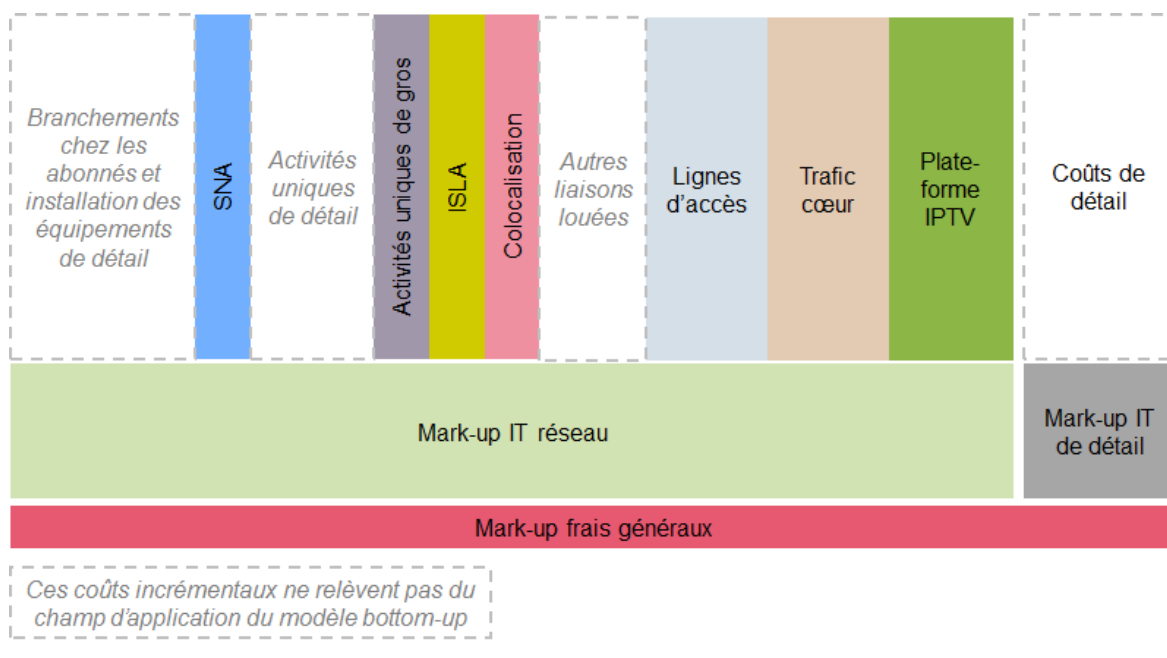 Branchements
chez les
abonnés et
installation des
équipements
de détail
SNA
Activités
uniques
de détail
Activités uniques de gros
ISLA
Colocalisation
Autres
liaisons
louées
Lignes
d'accès
Trafic
cœur
Plate-
forme
IPTV
Coûts de
détail
Mark-up IT réseau
Mark-up IT
de détail
Mark-up frais généraux
Ces coûts incrémentaux ne relèvent pas du
champ d'application du modèle bottom-up